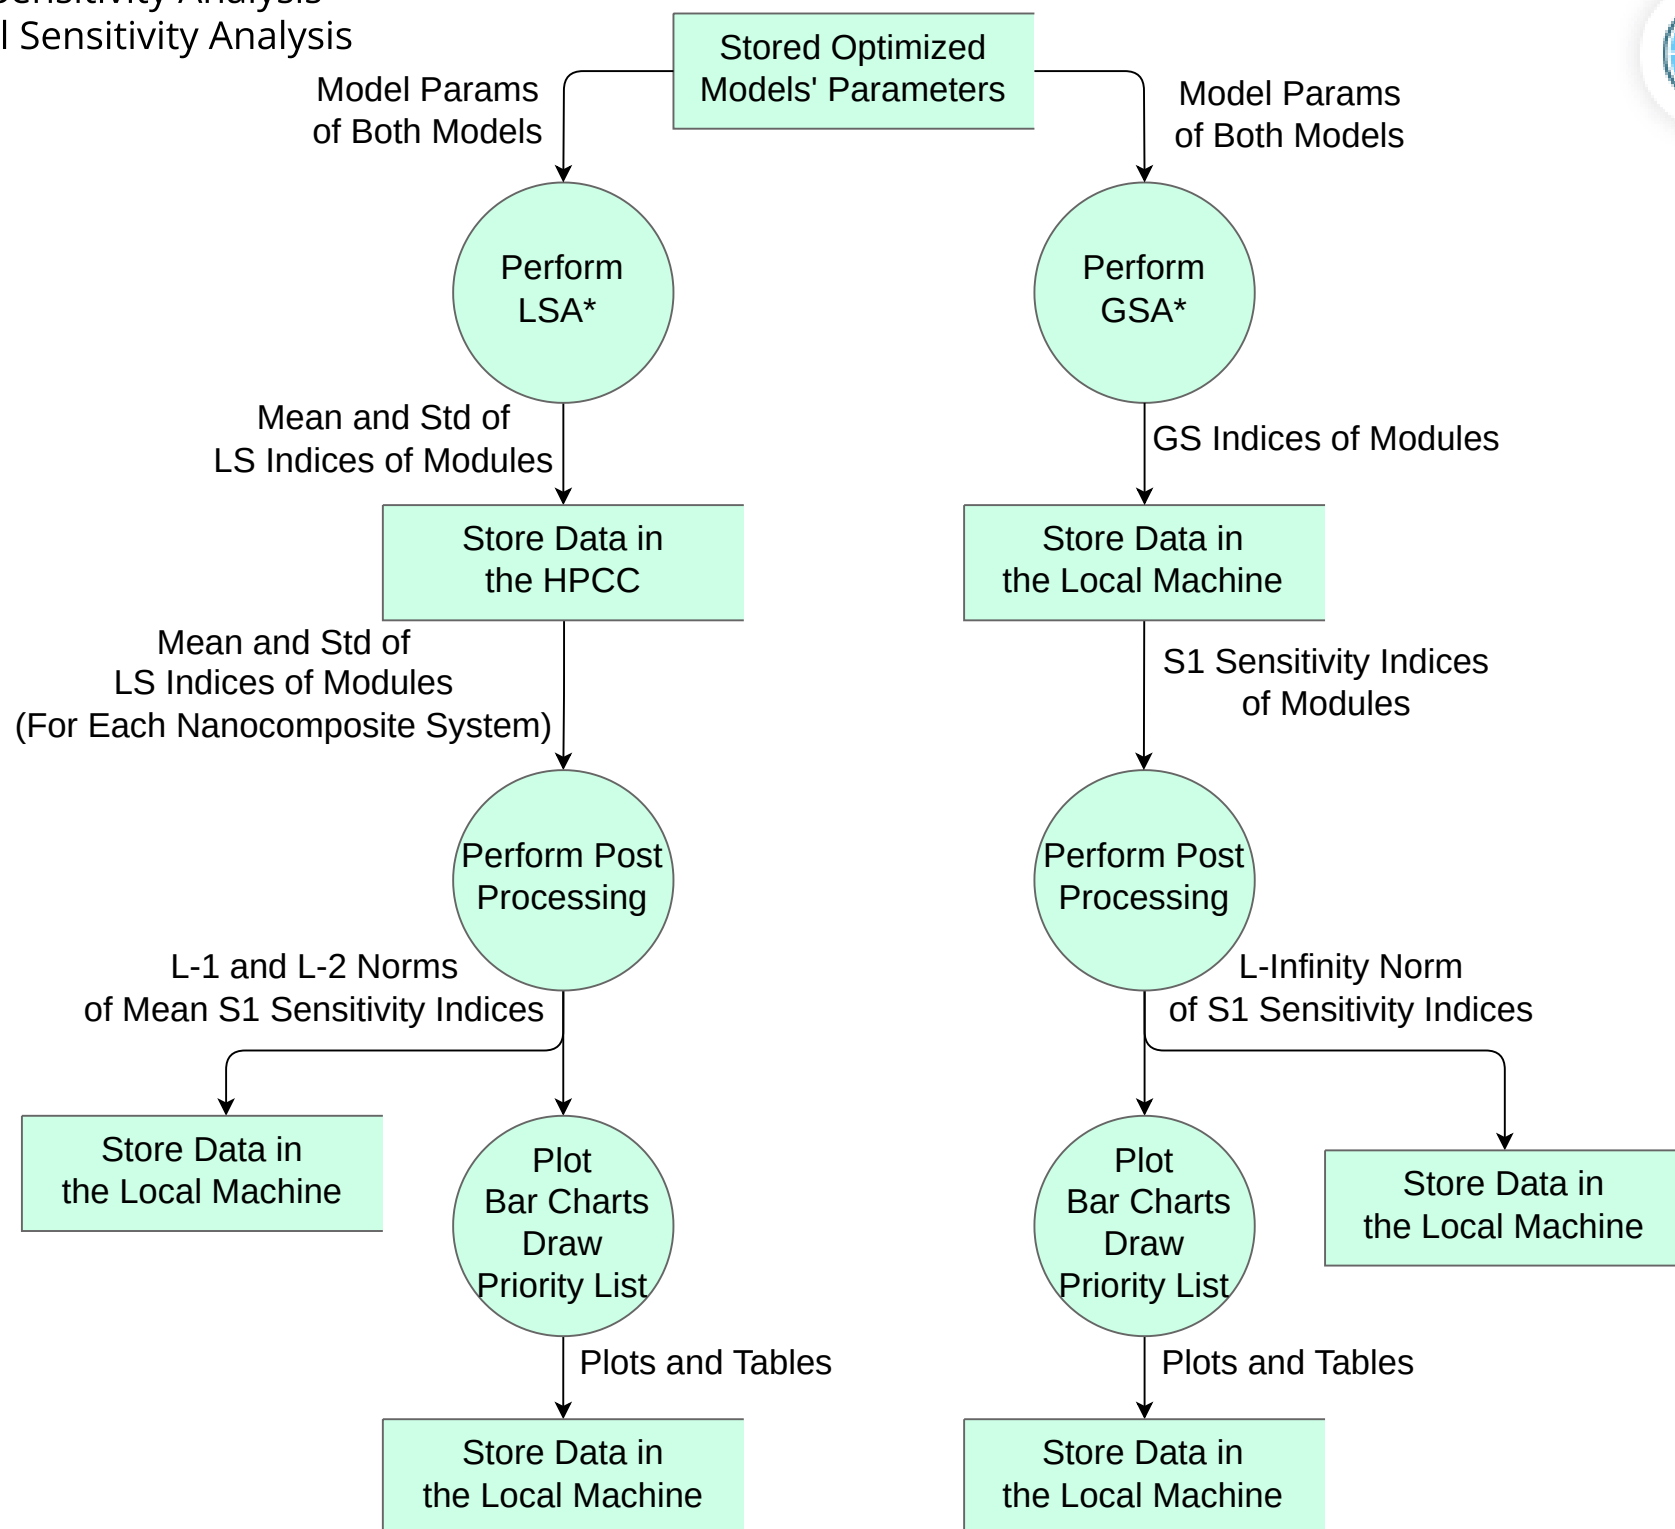 Sensitivity Analysis
l Sensitivity Analysis
Stored Optimized
Models' Parameters
Model Params
of Both Models
Model Params
of Both Models
Perform
LSA*
Perform
GSA*
Mean and Std of
LS Indices of Modules
GS Indices of Modules
Store Data in
the HPCC
Store Data in
the Local Machine
Mean and Std of
LS Indices of Modules
(For Each Nanocomposite System)
S1 Sensitivity Indices
of Modules
Perform Post
Processing
Perform Post
Processing
L-1 and L-2 Norms
of Mean S1 Sensitivity Indices
L-Infinity Norm
of S1 Sensitivity Indices
Store Data in
the Local Machine
Plot
Bar Charts
Draw
Priority List
Plot
Bar Charts
Draw
Priority List
Store Data in
the Local Machine
Plots and Tables
Plots and Tables
Store Data in
the Local Machine
Store Data in
the Local Machine